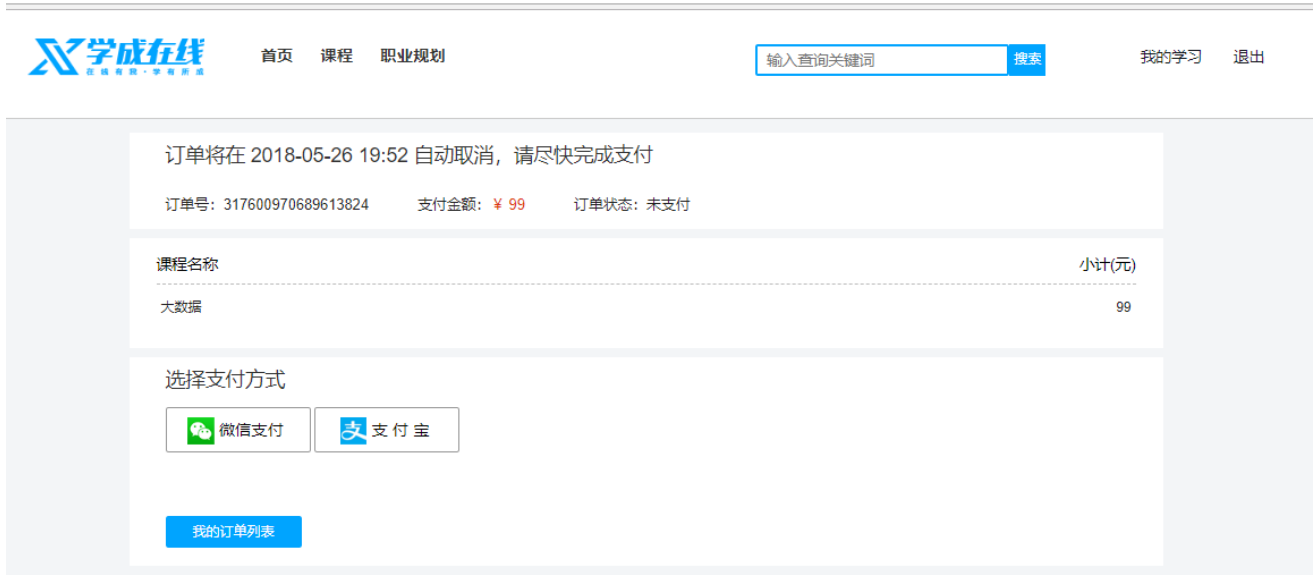 学成在线 首页 课程 职业规划 输入查询关键词 搜索 我的学习 退出
在线有我·学有所成
订单将在 2018-05-26 19:52 自动取消，请尽快完成支付
订单号：317600970689613824 支付金额：￥ 99 订单状态：未支付
课程名称 小计(元)
大数据 99
选择支付方式
微信支付 支 支 付 宝
我的订单列表